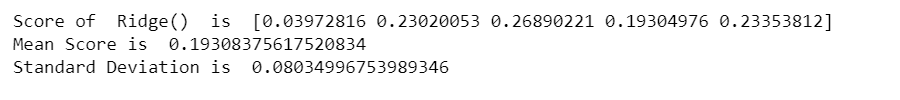 Score of  Ridge()  is  [0.03972816 0.23020053 0.26890221 0.19304976 0.23353812]
Mean Score is  0.19308375617520834
Standard Deviation is  0.08034996753989346